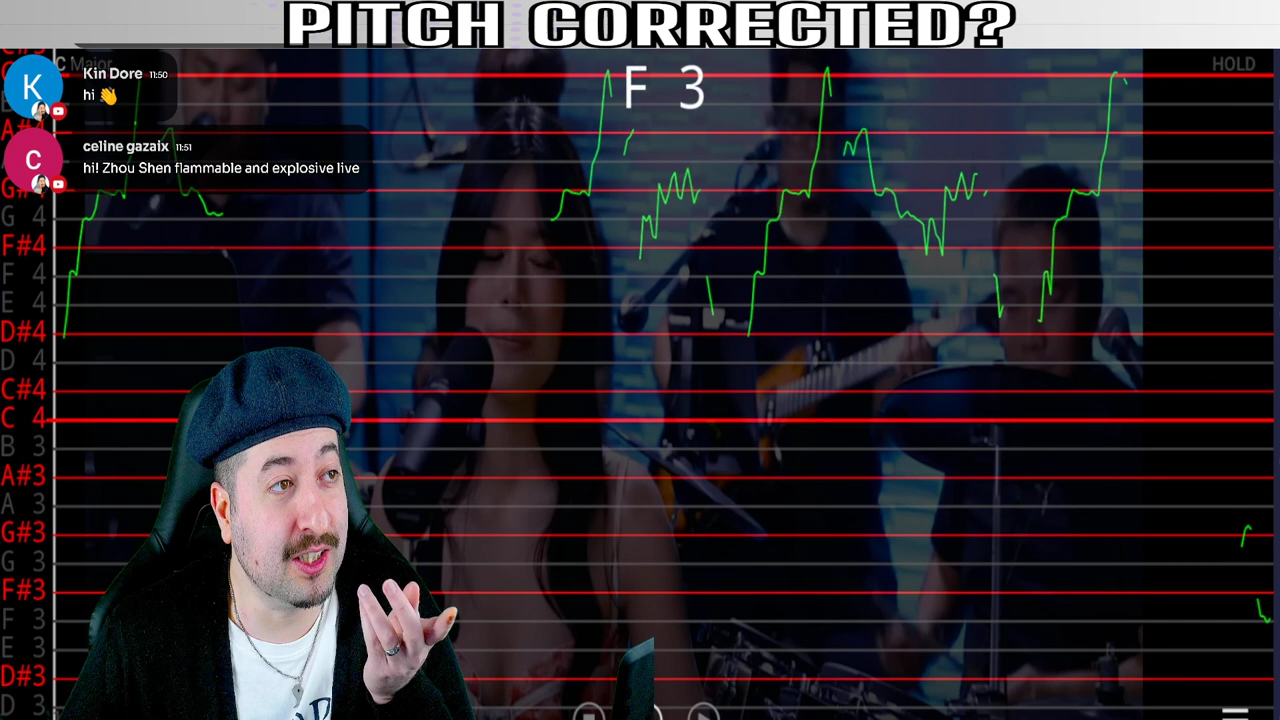 PITCH CORRECTED?
C Major
HOLD
K
Kin Dore 11:50
hi 👋
F 3
A#4
C
celine gazaix 11:51
hi! Zhou Shen flammable and explosive live
G#4
G 4
F#4
F 4
E 4
D#4
D 4
C#4
C 4
B 3
A#3
A 3
G#3
G 3
F#3
F 3
E 3
D#3
D 3